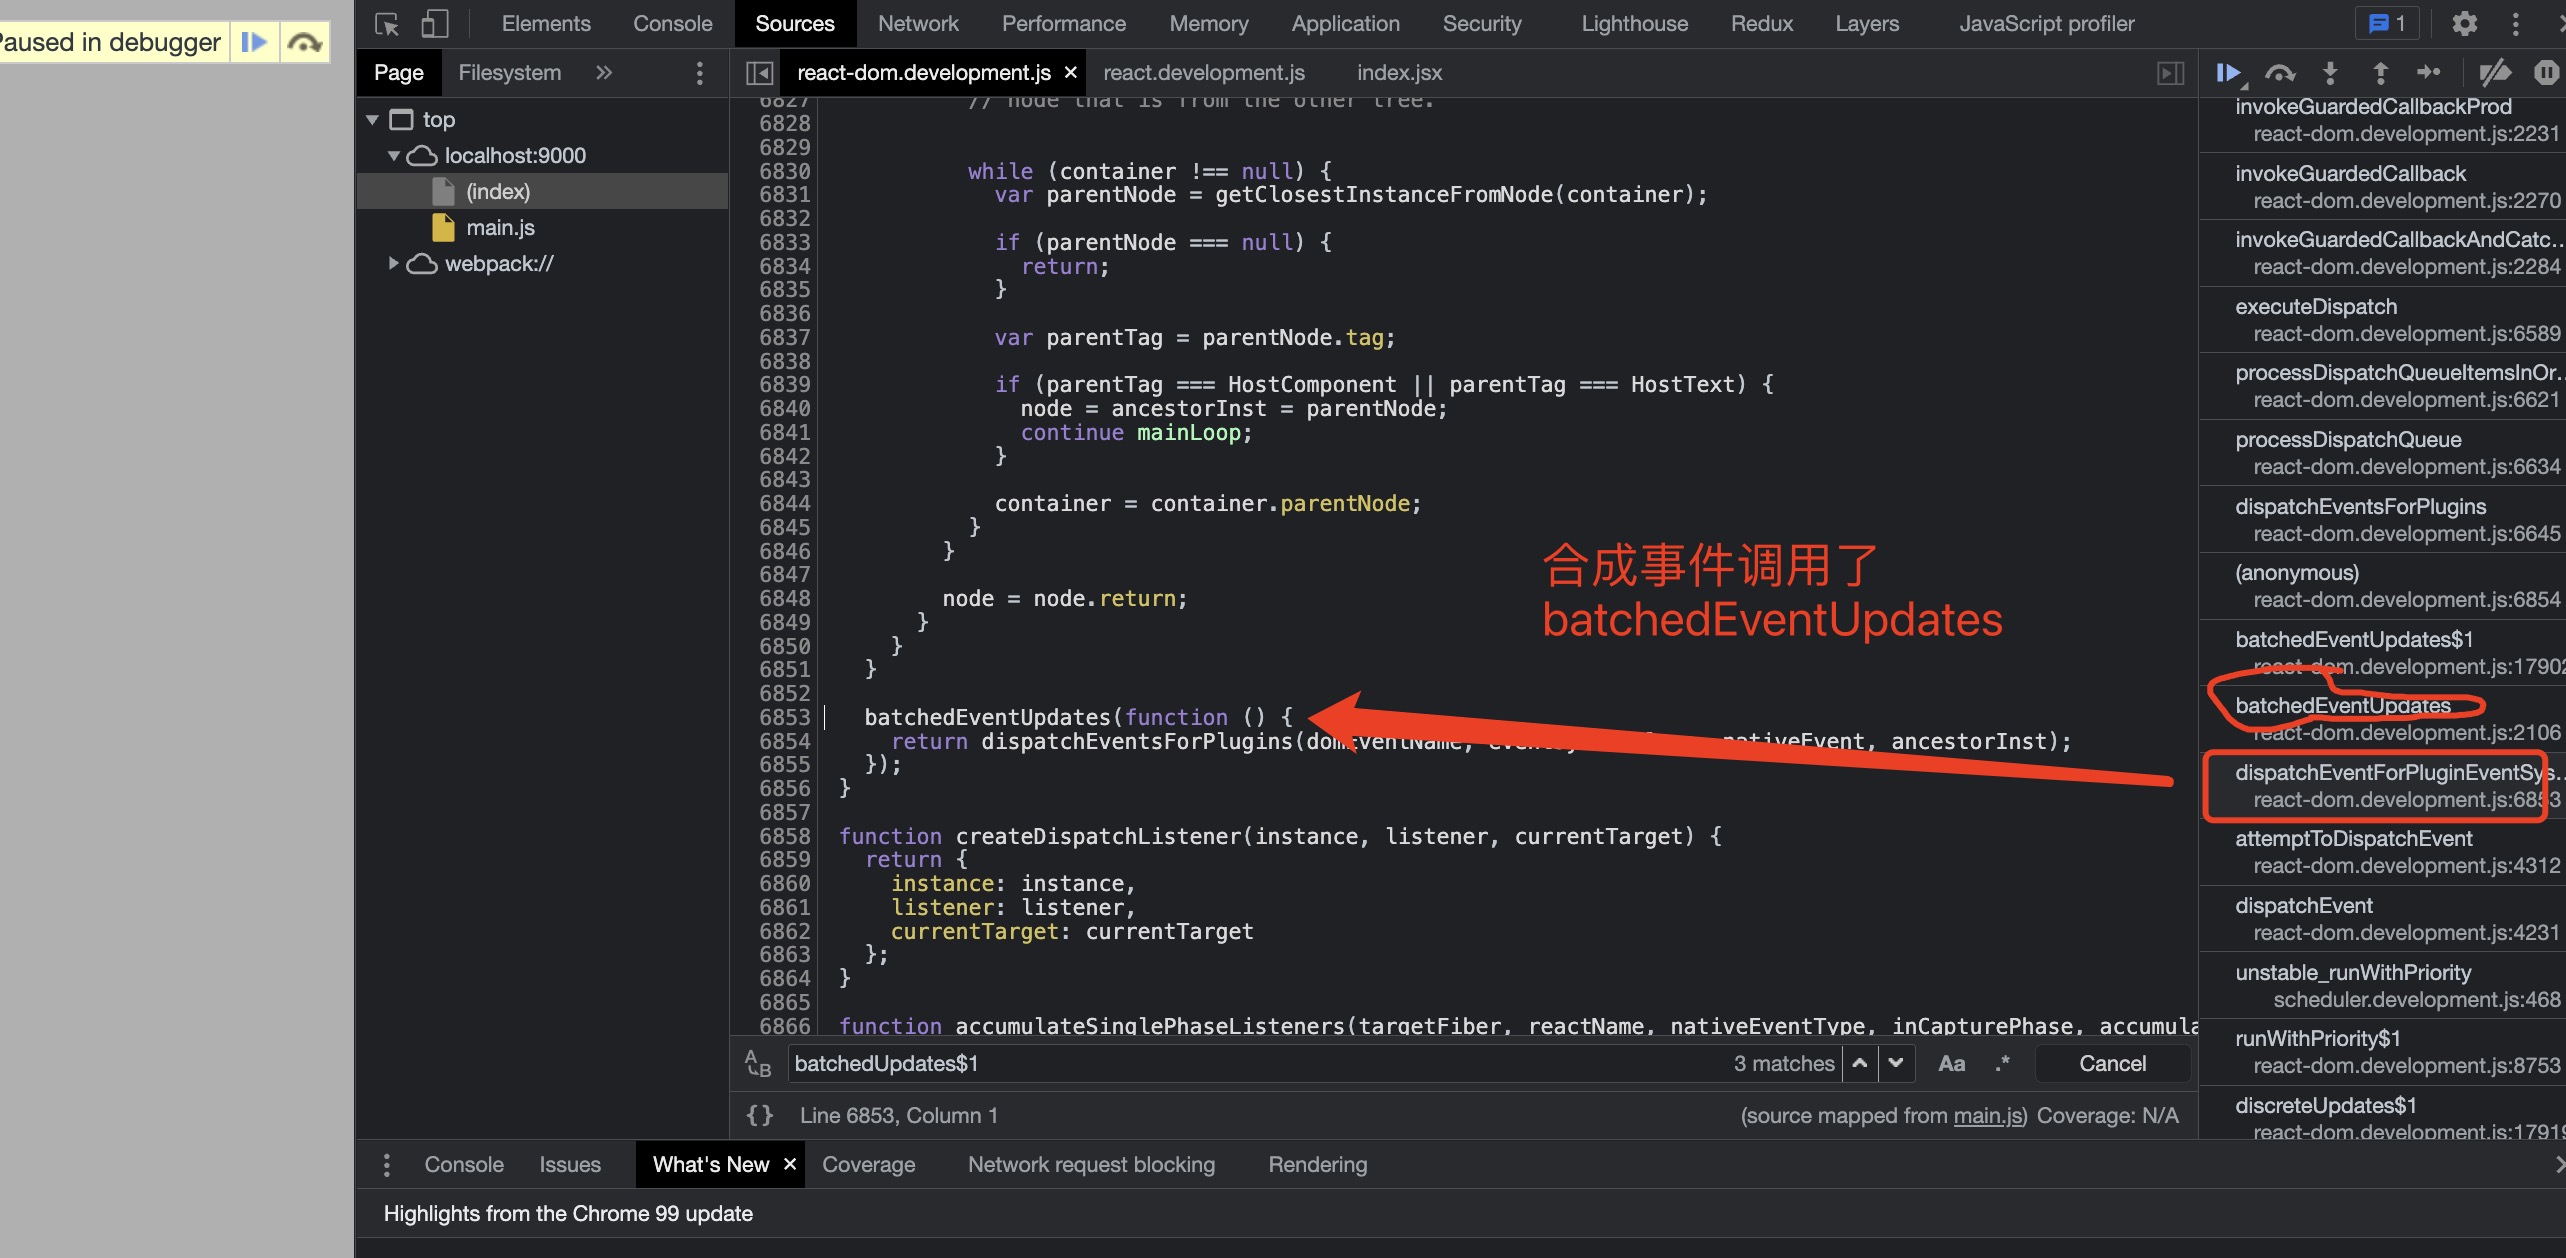 Paused in debugger
Elements Console Sources Network Performance Memory Application Security Lighthouse Redux Layers JavaScript profiler 1
Page Filesystem
react-dom.development.js × react.development.js index.jsx
top
localhost:9000
(index)
main.js
webpack://
6827 // node that is from the other tree.
6828
6829
6830 while (container !== null) {
6831 var parentNode = getClosestInstanceFromNode(container);
6832
6833 if (parentNode === null) {
6834 return;
6835 }
6836
6837 var parentTag = parentNode.tag;
6838
6839 if (parentTag === HostComponent || parentTag === HostText) {
6840 node = ancestorInst = parentNode;
6841 continue mainLoop;
6842 }
6843
6844 container = container.parentNode;
6845 }
6846 }
6847
6848 node = node.return;
6849 }
6850 }
6851 }
6852
6853 batchedEventUpdates(function () {
6854 return dispatchEventsForPlugins(domEventName, nativeEvent, ancestorInst);
6855 });
6856 }
6857
6858 function createDispatchListener(instance, listener, currentTarget) {
6859 return {
6860 instance: instance,
6861 listener: listener,
6862 currentTarget: currentTarget
6863 };
6864 }
6865
6866 function accumulateSinglePhaseListeners(targetFiber, reactName, nativeEventType, inCapturePhase, accumula
合成事件调用了
batchedEventUpdates
invokeGuardedCallbackProd
react-dom.development.js:2231
invokeGuardedCallback
react-dom.development.js:2270
invokeGuardedCallbackAndCatc...
react-dom.development.js:2284
executeDispatch
react-dom.development.js:6589
processDispatchQueueItemsInOr...
react-dom.development.js:6621
processDispatchQueue
react-dom.development.js:6634
dispatchEventsForPlugins
react-dom.development.js:6645
(anonymous)
react-dom.development.js:6854
batchedEventUpdates$1
react-dom.development.js:17902
batchedEventUpdates
react-dom.development.js:2106
dispatchEventForPluginEventSys...
react-dom.development.js:6853
attemptToDispatchEvent
react-dom.development.js:4312
dispatchEvent
react-dom.development.js:4231
unstable_runWithPriority
scheduler.development.js:468
runWithPriority$1
react-dom.development.js:8753
discreteUpdates$1
react-dom.development.js:17919
batchedUpdates$1 3 matches Aa .* Cancel
{} Line 6853, Column 1 (source mapped from main.js) Coverage: N/A
Console Issues What's New × Coverage Network request blocking Rendering
Highlights from the Chrome 99 update